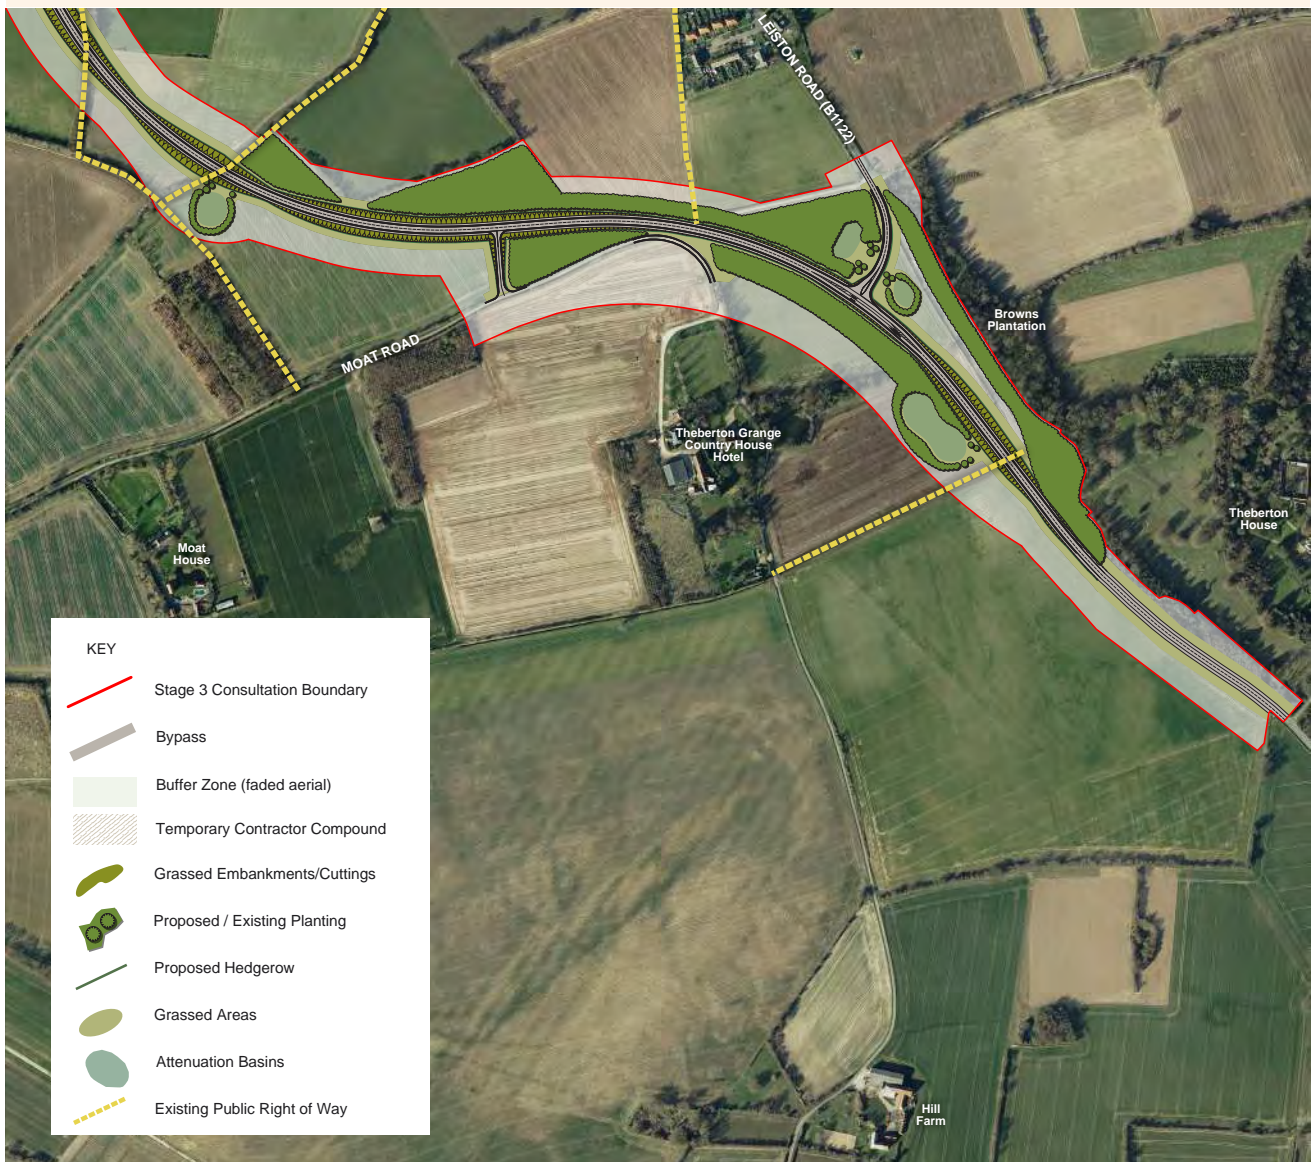 LEISTON ROAD (B1122)
Browns
Plantation
MOAT ROAD
Theberton Grange
Country House
Hotel
Theberton
House
Moat
House
KEY
Stage 3 Consultation Boundary
Bypass
Buffer Zone (faded aerial)
Temporary Contractor Compound
Grassed Embankments/Cuttings
Proposed / Existing Planting
Proposed Hedgerow
Grassed Areas
Attenuation Basins
Existing Public Right of Way
Hill
Farm